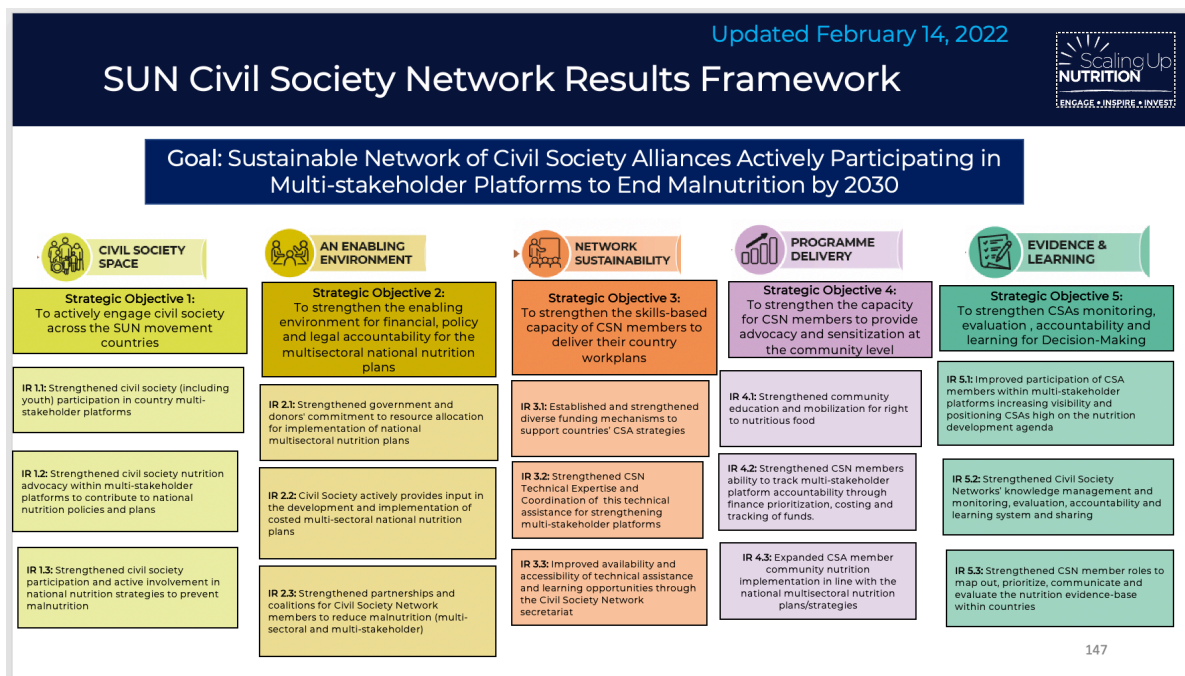 Updated February 14, 2022
SUN Civil Society Network Results Framework
Scaling Up
NUTRITION
ENGAGE • INSPIRE • INVEST
Goal: Sustainable Network of Civil Society Alliances Actively Participating in
Multi-stakeholder Platforms to End Malnutrition by 2030
CIVIL SOCIETY
SPACE
Strategic Objective 1:
To actively engage civil society
across the SUN movement
countries
IR 1.1: Strengthened civil society (including
youth) participation in country multi-
stakeholder platforms
IR 1.2: Strengthened civil society nutrition
advocacy within multi-stakeholder
platforms to contribute to national
nutrition policies and plans
IR 1.3: Strengthened civil society
participation and active involvement in
national nutrition strategies to prevent
malnutrition
AN ENABLING
ENVIRONMENT
Strategic Objective 2:
To strengthen the enabling
environment for financial, policy
and legal accountability for the
multisectoral national nutrition
plans
IR 2.1: Strengthened government and
donors' commitment to resource allocation
for implementation of national
multisectoral nutrition plans
IR 2.2: Civil Society actively provides input in
the development and implementation of
costed multi-sectoral national nutrition
plans
IR 2.3: Strengthened partnerships and
coalitions for Civil Society Network
members to reduce malnutrition (multi-
sectoral and multi-stakeholder)
NETWORK
SUSTAINABILITY
Strategic Objective 3:
To strengthen the skills-based
capacity of CSN members to
deliver their country
workplans
IR 3.1: Established and strengthened
diverse funding mechanisms to
support countries' CSA strategies
IR 3.2: Strengthened CSN
Technical Expertise and
Coordination of this technical
assistance for strengthening
multi-stakeholder platforms
IR 3.3: Improved availability and
accessibility of technical assistance
and learning opportunities through
the Civil Society Network
secretariat
PROGRAMME
DELIVERY
Strategic Objective 4:
To strengthen the capacity
for CSN members to provide
advocacy and sensitization at
the community level
IR 4.1: Strengthened community
education and mobilization for right
to nutritious food
IR 4.2: Strengthened CSN members
ability to track multi-stakeholder
platform accountability through
finance prioritization, costing and
tracking of funds.
IR 4.3: Expanded CSA member
community nutrition
implementation in line with the
national multisectoral nutrition
plans/strategies
EVIDENCE &
LEARNING
Strategic Objective 5:
To strengthen CSAs monitoring,
evaluation , accountability and
learning for Decision-Making
IR 5.1: Improved participation of CSA
members within multi-stakeholder
platforms increasing visibility and
positioning CSAs high on the nutrition
development agenda
IR 5.2: Strengthened Civil Society
Networks' knowledge management and
monitoring, evaluation, accountability and
learning system and sharing
IR 5.3: Strengthened CSN member roles to
map out, prioritize, communicate and
evaluate the nutrition evidence-base
within countries
147